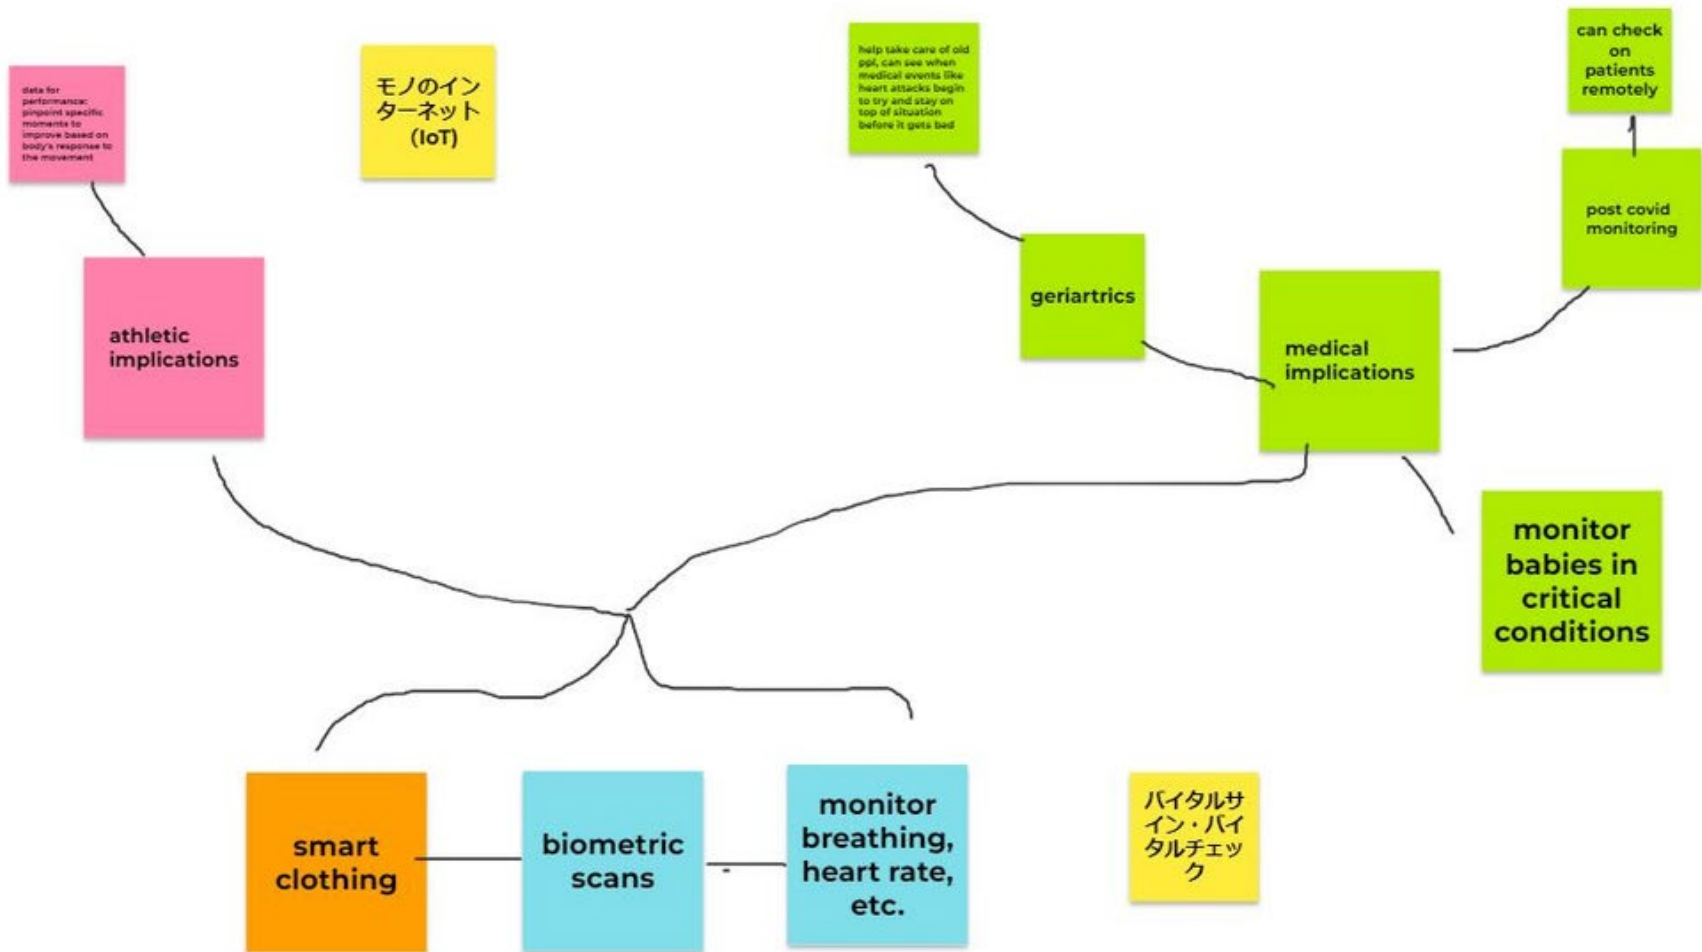 data for
performance:
pinpoint specific
moments to
improve based on
body's response to
the movement
モノのイン
ターネット
(IoT)
help take care of old
ppl, can see when
medical events like
heart attacks begin
to try and stay on
top of situation
before it gets bad
can check
on
patients
remotely
post covid
monitoring
geriartrics
athletic
implications
medical
implications
monitor
babies in
critical
conditions
smart
clothing
biometric
scans
monitor
breathing,
heart rate,
etc.
バイタルサ
イン・バイ
タルチェッ
ク